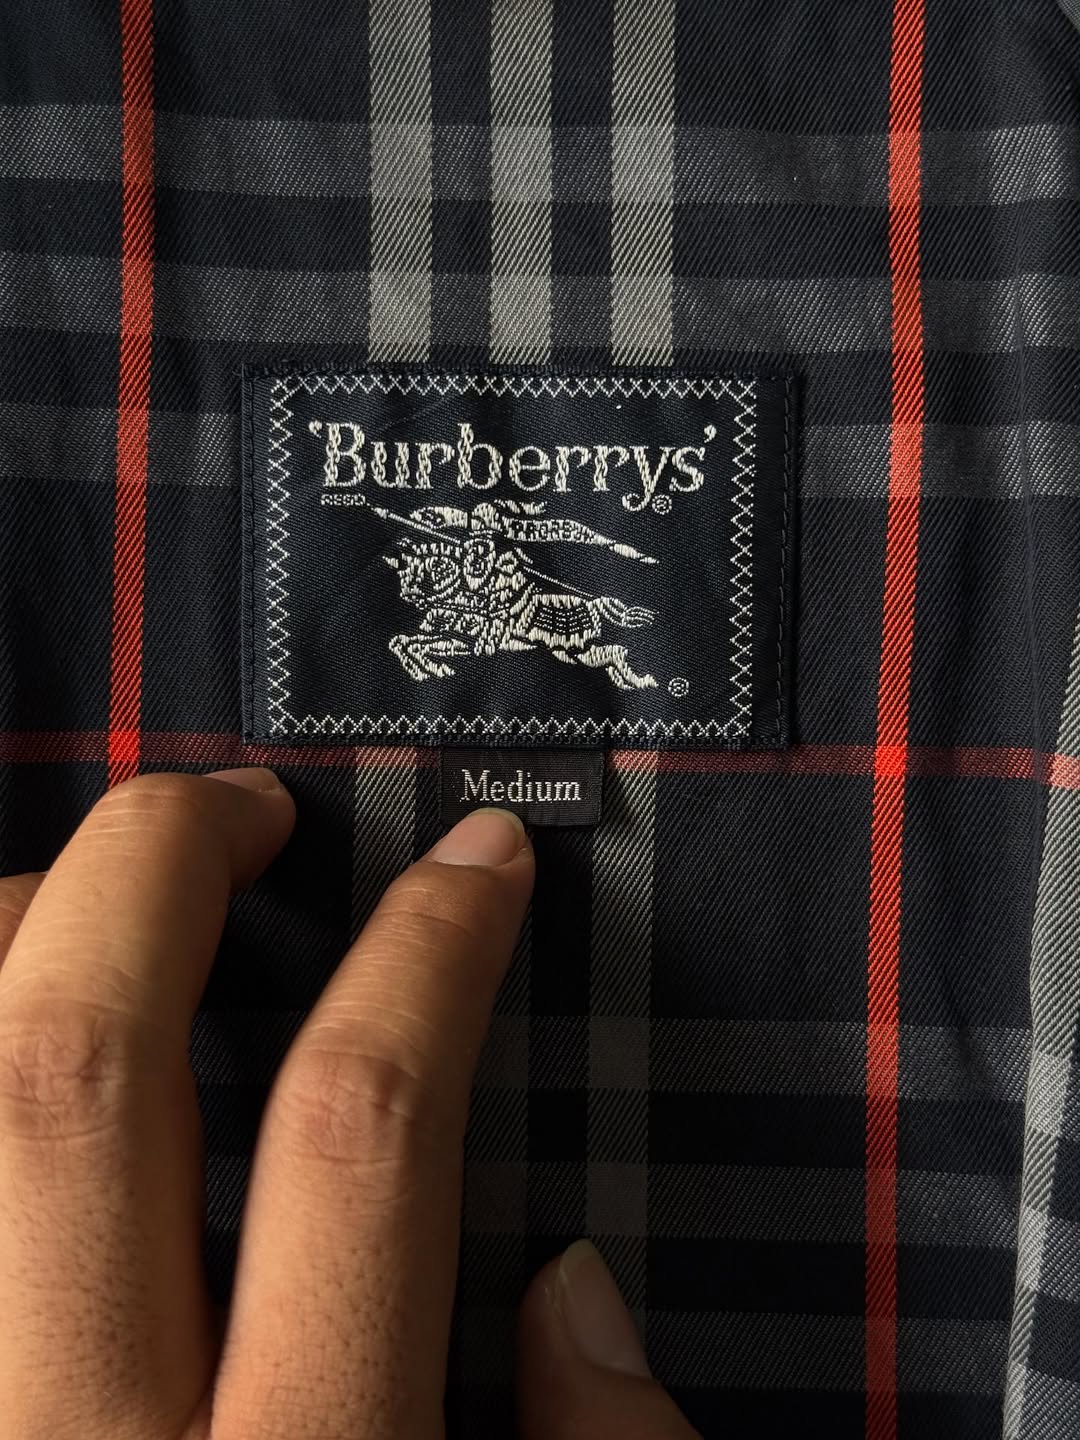 'Burberrys'®
REGD.
PRORSUM
®
Medium